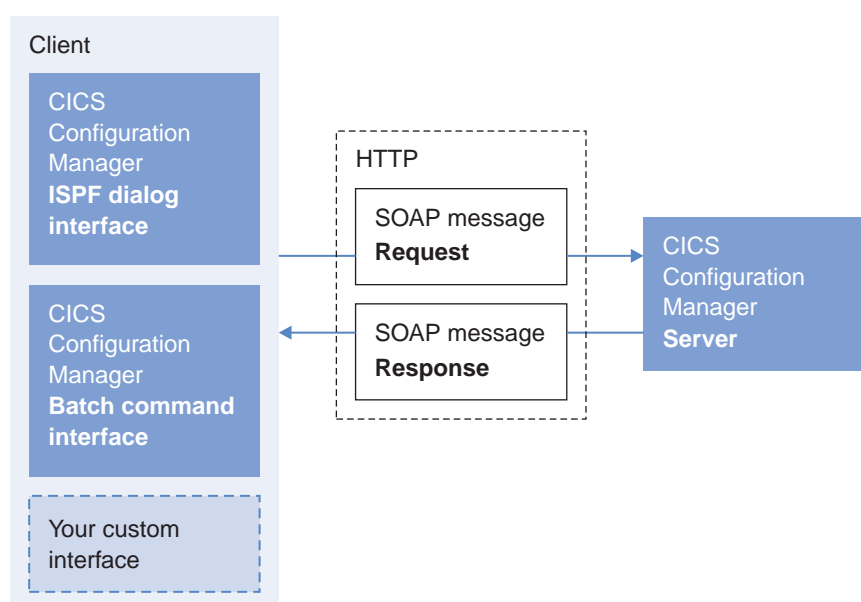 Client
CICS
Configuration
Manager
ISPF dialog
interface
CICS
Configuration
Manager
Batch command
interface
Your custom
interface
HTTP
SOAP message
Request
SOAP message
Response
CICS
Configuration
Manager
Server